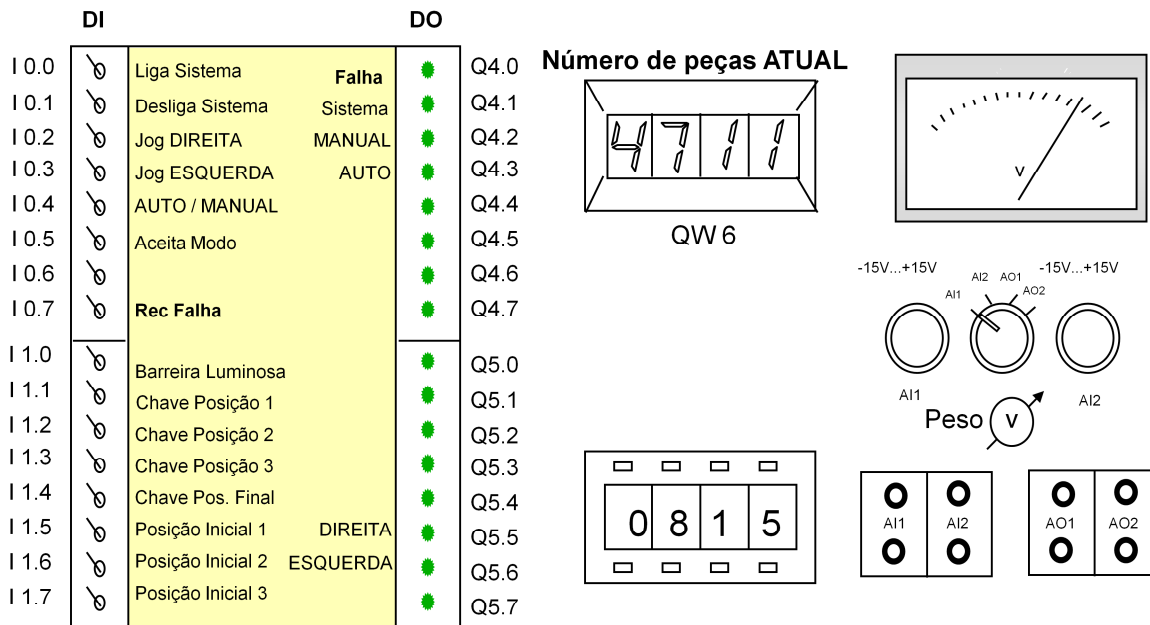 DI DO
I 0.0 Liga Sistema Falha Q4.0
I 0.1 Desliga Sistema Sistema Q4.1
I 0.2 Jog DIREITA MANUAL Q4.2
I 0.3 Jog ESQUERDA AUTO Q4.3
I 0.4 AUTO / MANUAL Q4.4
I 0.5 Aceita Modo Q4.5
I 0.6 Q4.6
I 0.7 Rec Falha Q4.7
I 1.0 Barreira Luminosa Q5.0
I 1.1 Chave Posição 1 Q5.1
I 1.2 Chave Posição 2 Q5.2
I 1.3 Chave Posição 3 Q5.3
I 1.4 Chave Pos. Final Q5.4
I 1.5 Posição Inicial 1 DIREITA Q5.5
I 1.6 Posição Inicial 2 ESQUERDA Q5.6
I 1.7 Posição Inicial 3 Q5.7
Número de peças ATUAL
4711
QW 6
0 8 1 5
V
-15V...+15V -15V...+15V
AI1 AI2 AO1 AO2
AI1 AI2
Peso V
AI1 AI2 AO1 AO2